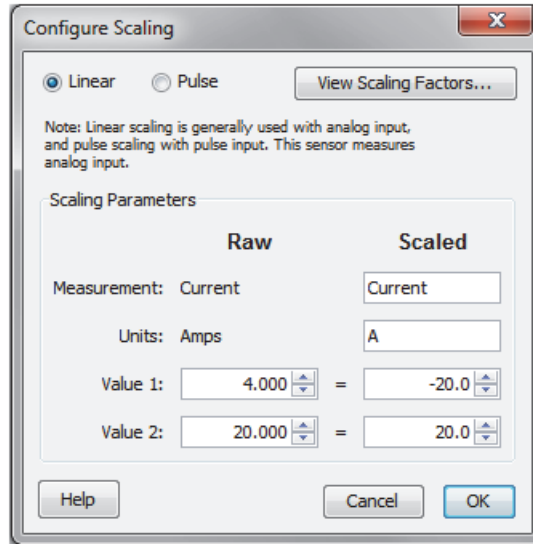 Configure Scaling
Linear Pulse View Scaling Factors...
Note: Linear scaling is generally used with analog input,
and pulse scaling with pulse input. This sensor measures
analog input.
Scaling Parameters
Raw Scaled
Measurement: Current Current
Units: Amps A
Value 1: 4.000 = -20.0
Value 2: 20.000 = 20.0
Help Cancel OK